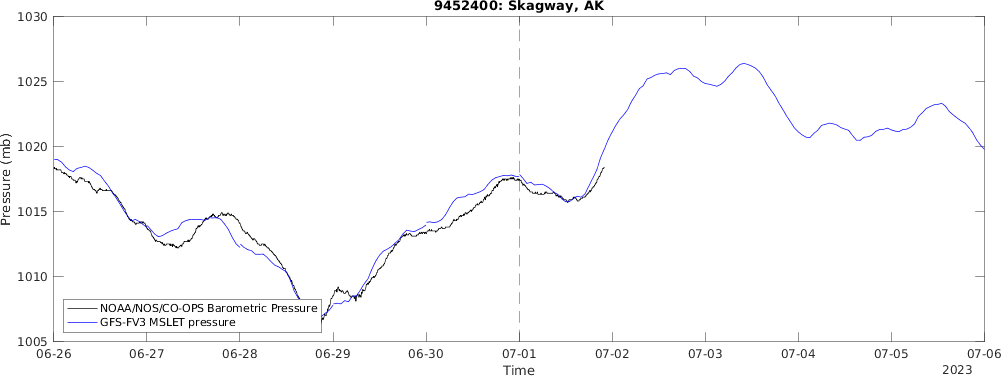 9452400: Skagway, AK
Pressure (mb)
1030
1025
1020
1015
1010
1005
NOAA/NOS/CO-OPS Barometric Pressure
GFS-FV3 MSLET pressure
06-26 06-27 06-28 06-29 06-30 07-01 07-02 07-03 07-04 07-05 07-06
Time
2023